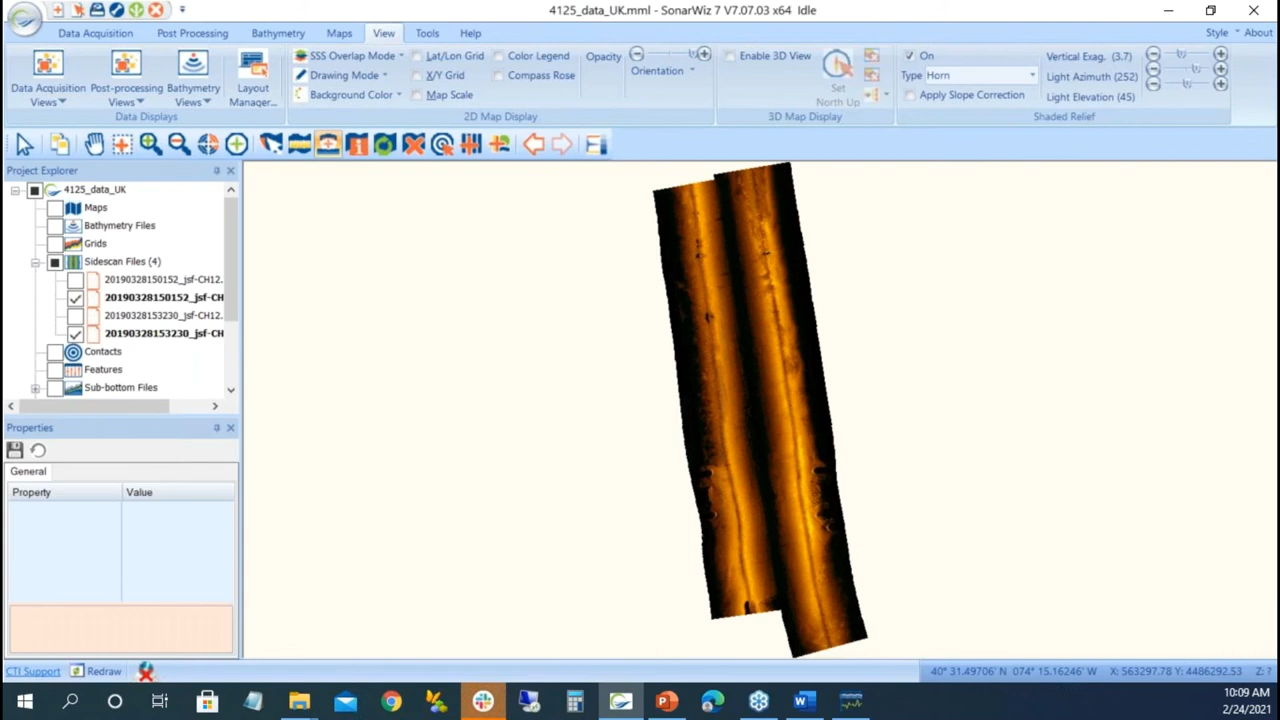 4125_data_UK.mml - SonarWiz 7 V7.07.03 x64 Idle
Data Acquisition Post Processing Bathymetry Maps View Tools Help Style About
Data Acquisition Views
Post-processing Views
Bathymetry Views
Layout Manager...
Data Displays
SSS Overlap Mode Lat/Lon Grid Color Legend Opacity
Drawing Mode X/Y Grid Compass Rose Orientation
Background Color Map Scale
2D Map Display
Enable 3D View
Set North Up
3D Map Display
On Vertical Exag. (3.7)
Type Horn Light Azimuth (252)
Apply Slope Correction Light Elevation (45)
Shaded Relief
Project Explorer
4125_data_UK
Maps
Bathymetry Files
Grids
Sidescan Files (4)
20190328150152_jsf-CH12.
20190328150152_jsf-CH
20190328153230_jsf-CH12.
20190328153230_jsf-CH
Contacts
Features
Sub-bottom Files
Properties
General
Property Value
CTI Support Redraw
40° 31.49706' N 074° 15.16246' W X: 563297.78 Y: 4486292.53 Z: ?
10:09 AM
2/24/2021